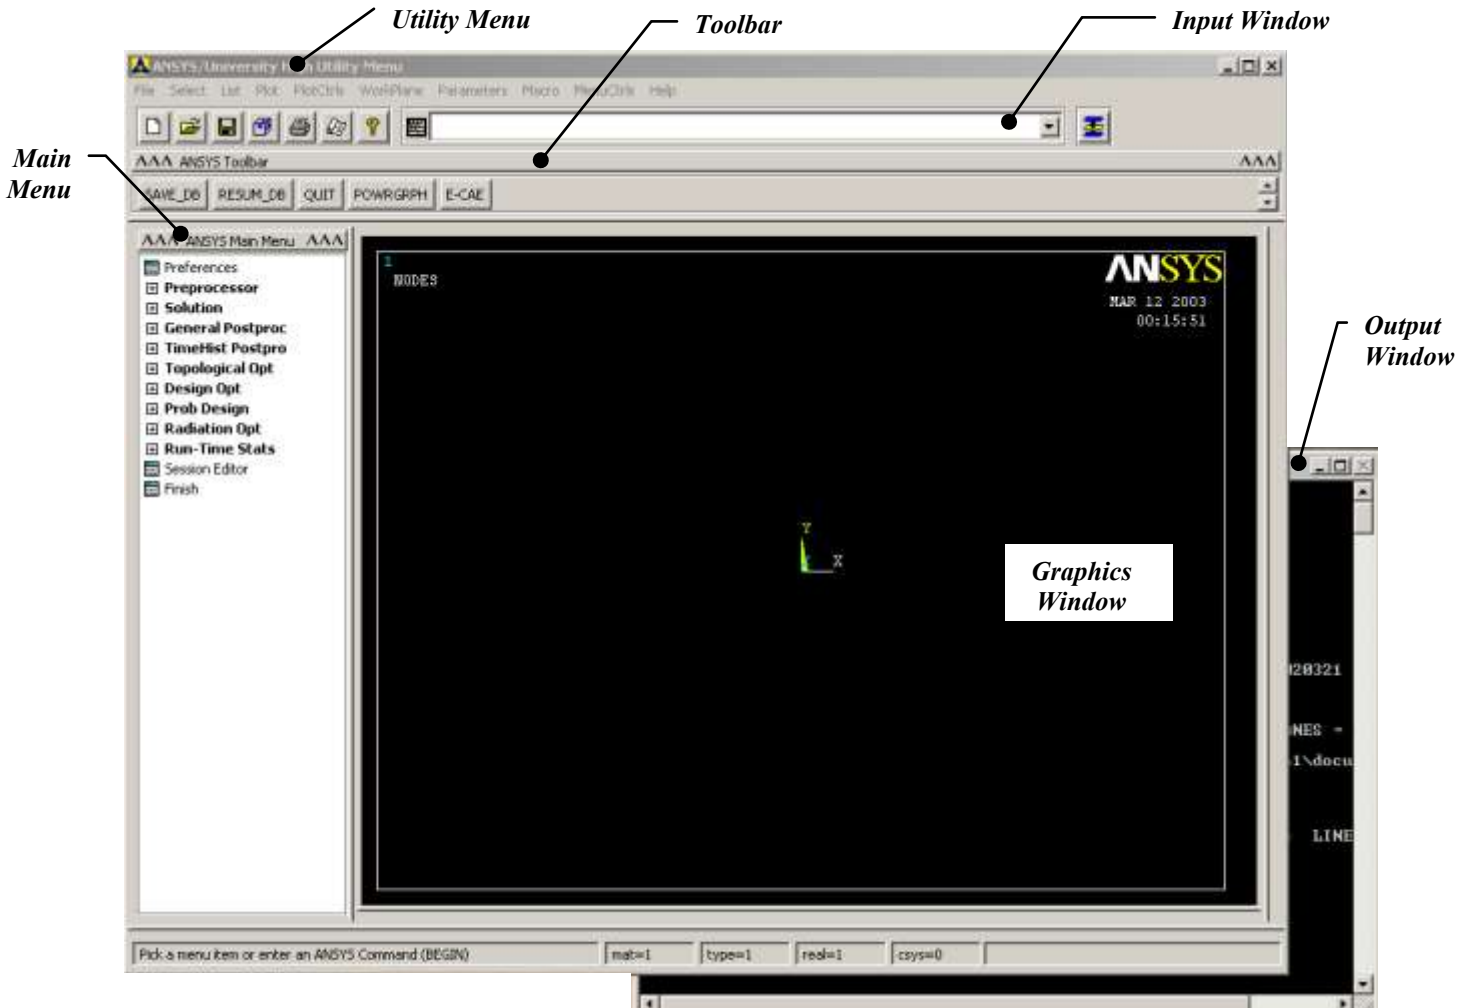 Utility Menu
Toolbar
Input Window
ANSYS/University High Utility Menu
File Select List Plot PlotCtrls WorkPlane Parameters Macro MenuCtrls Help
Main
Menu
ANSYS Toolbar
SAVE_DB RESUM_DB QUIT POWRGRPH E-CAE
ANSYS Main Menu
Preferences
Preprocessor
Solution
General Postproc
TimeHist Postpro
Topological Opt
Design Opt
Prob Design
Radiation Opt
Run-Time Stats
Session Editor
Finish
1
NODES
ANSYS
MAR 12 2003
00:15:51
Y
X
Graphics
Window
Output
Window
20321
NES -
1\docu
LINE
Pick a menu item or enter an ANSYS Command (BEGIN)
mat=1
type=1
real=1
csys=0